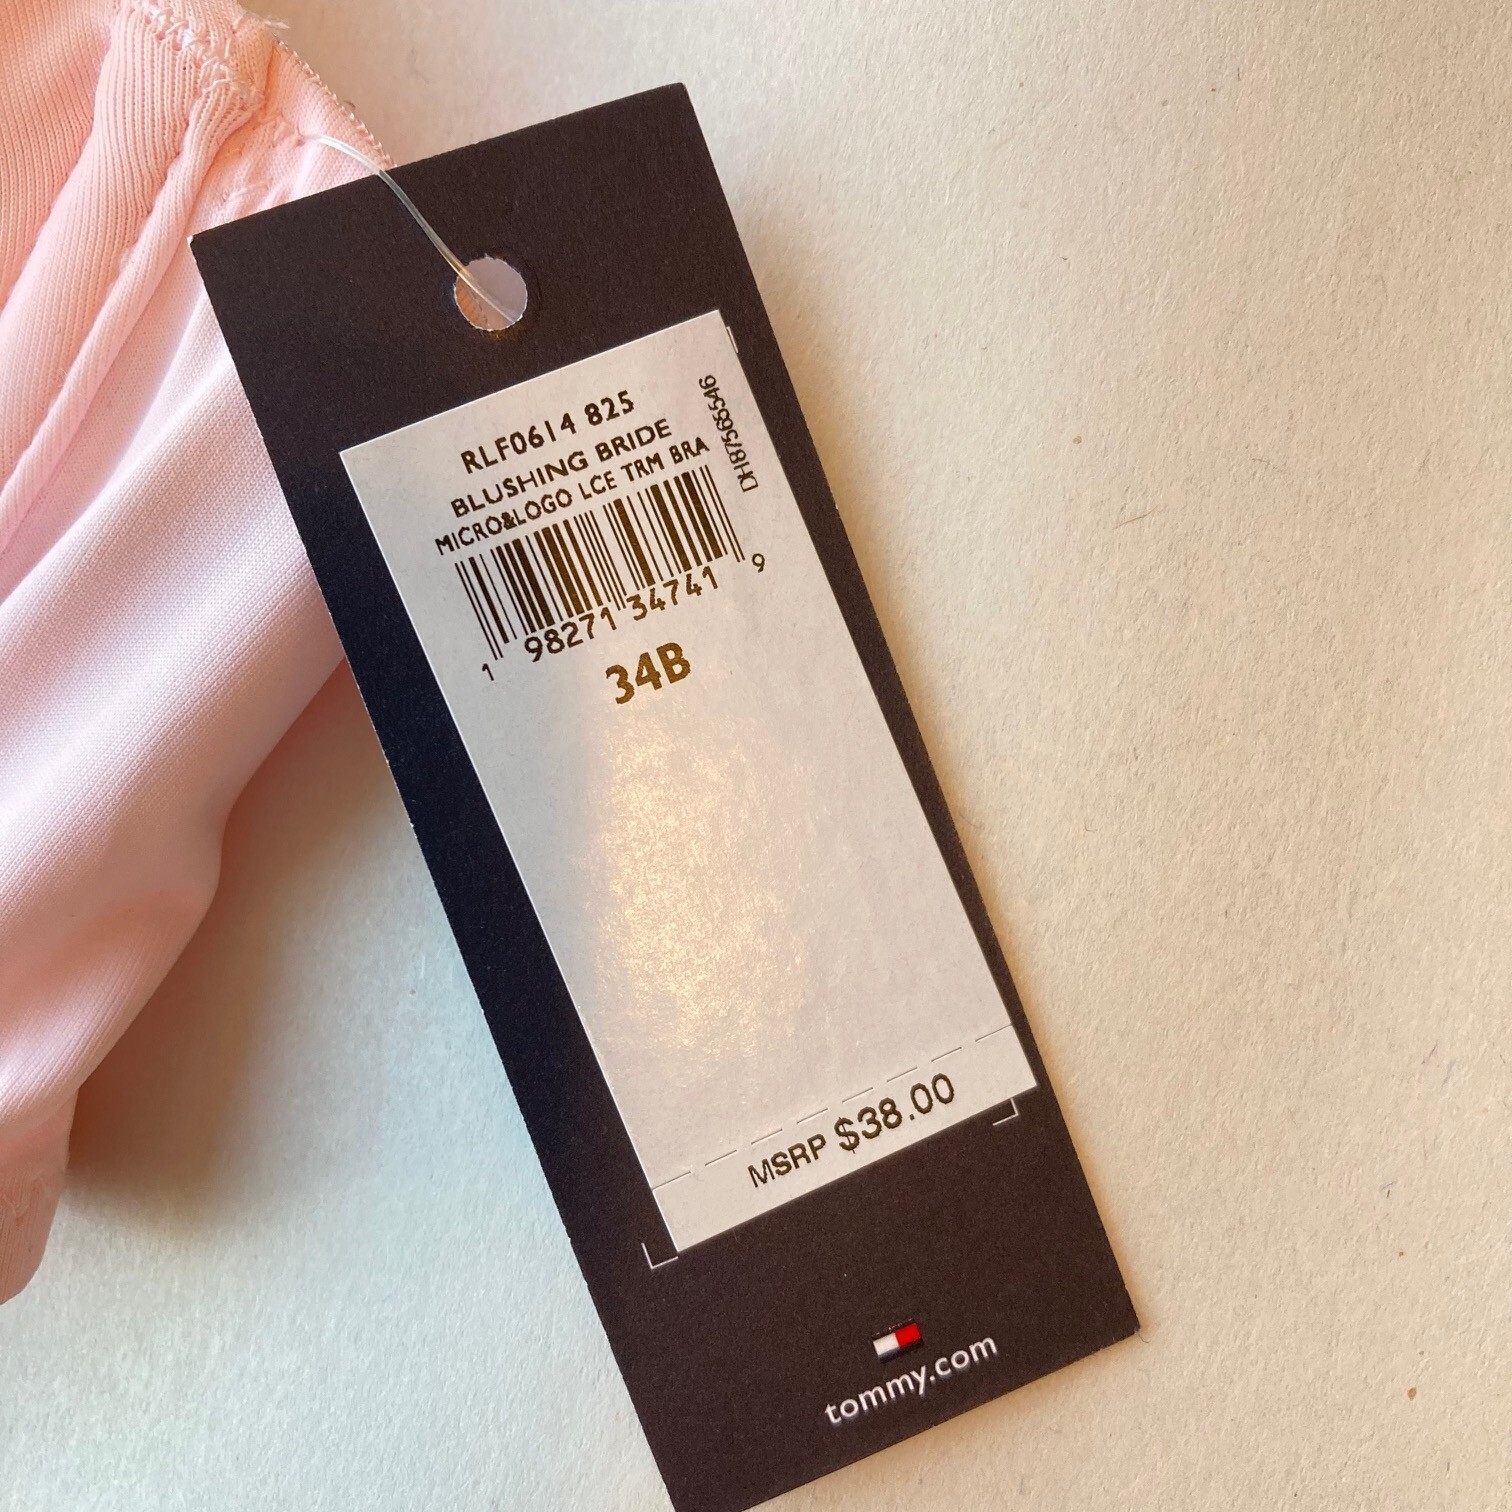 RLF0614 825
BLUSHING BRIDE
MICRO&LOGO LCE TRM BRA
DH87565546
1 98271 34741 9
34B
MSRP $38.00
tommy.com